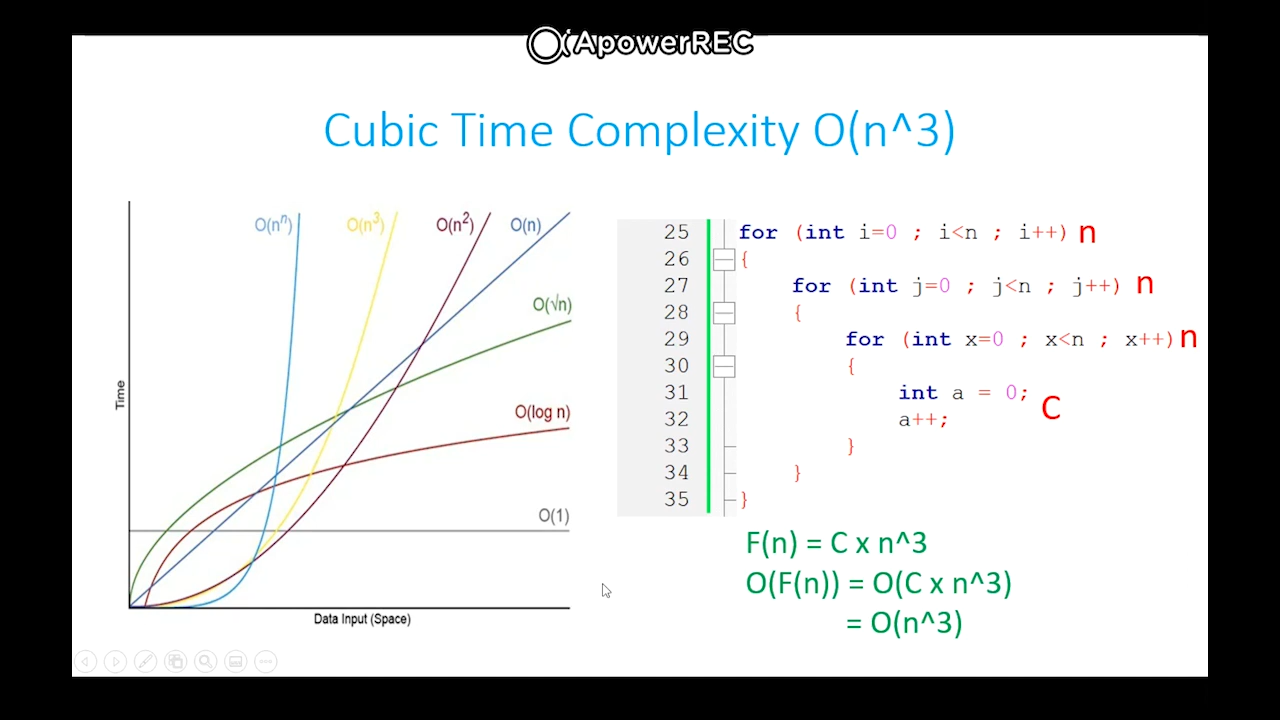 ApowerREC
Cubic Time Complexity O(n^3)
O(nⁿ)
O(n³)
O(n²)
O(n)
O(√n)
O(log n)
O(1)
Time
Data Input (Space)
25 for (int i=0 ; i<n ; i++) n
26 {
27 for (int j=0 ; j<n ; j++) n
28 {
29 for (int x=0 ; x<n ; x++) n
30 {
31 int a = 0;
C
32 a++;
33 }
34 }
35 }
F(n) = C x n^3
O(F(n)) = O(C x n^3)
= O(n^3)